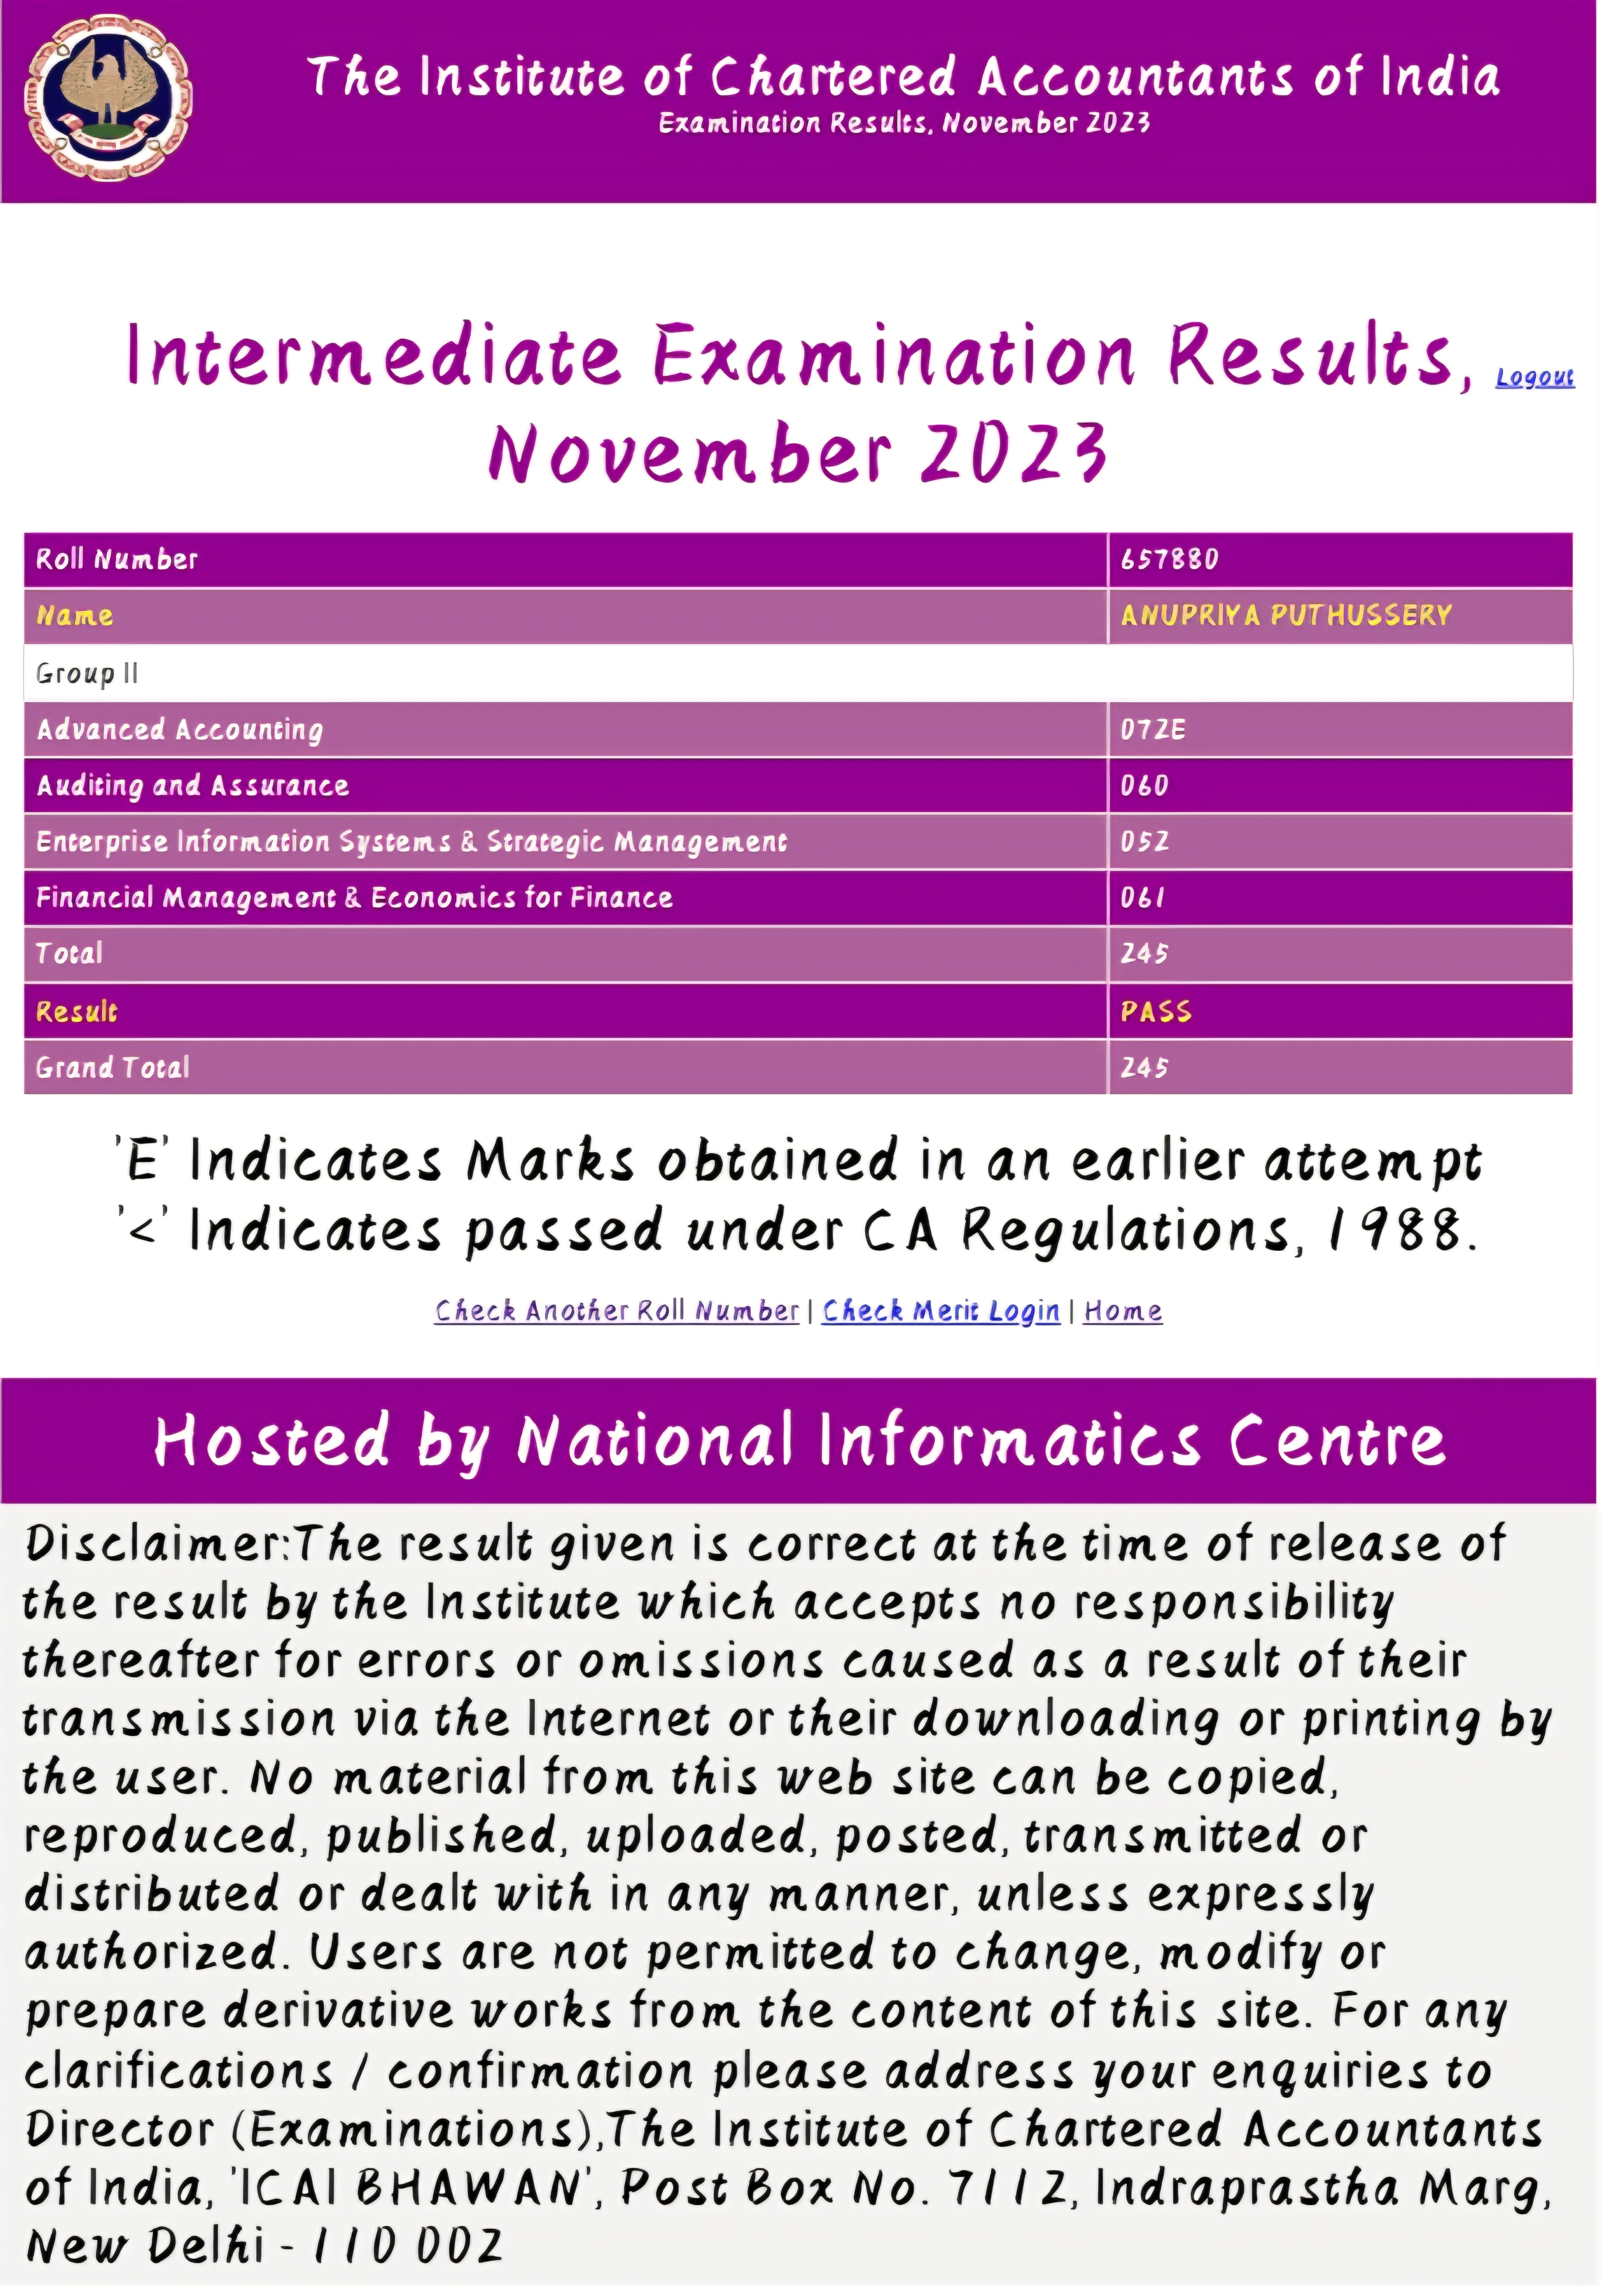 The Institute of Chartered Accountants of India
Examination Results, November 2023
Intermediate Examination Results,
Logout
November 2023
Roll Number 657880
Name ANUPRIYA PUTHUSSERY
Group II
Advanced Accounting 072E
Auditing and Assurance 060
Enterprise Information Systems & Strategic Management 052
Financial Management & Economics for Finance 061
Total 245
Result PASS
Grand Total 245
'E' Indicates Marks obtained in an earlier attempt
'<' Indicates passed under CA Regulations, 1988.
Check Another Roll Number | Check Merit Login | Home
Hosted by National Informatics Centre
Disclaimer:The result given is correct at the time of release of
the result by the Institute which accepts no responsibility
thereafter for errors or omissions caused as a result of their
transmission via the Internet or their downloading or printing by
the user. No material from this web site can be copied,
reproduced, published, uploaded, posted, transmitted or
distributed or dealt with in any manner, unless expressly
authorized. Users are not permitted to change, modify or
prepare derivative works from the content of this site. For any
clarifications / confirmation please address your enquiries to
Director (Examinations),The Institute of Chartered Accountants
of India, 'ICAI BHAWAN', Post Box No. 7112, Indraprastha Marg,
New Delhi - 110 002